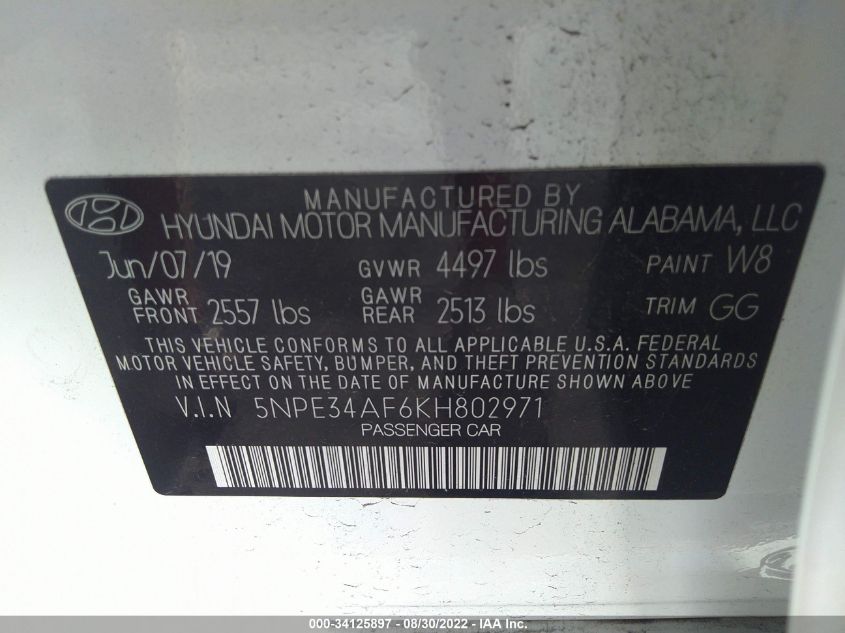 MANUFACTURED BY
HYUNDAI MOTOR MANUFACTURING ALABAMA, LLC
Jun/07/19 GVWR 4497 lbs PAINT W8
GAWR FRONT 2557 lbs GAWR REAR 2513 lbs TRIM GG
THIS VEHICLE CONFORMS TO ALL APPLICABLE U.S.A. FEDERAL
MOTOR VEHICLE SAFETY, BUMPER, AND THEFT PREVENTION STANDARDS
IN EFFECT ON THE DATE OF MANUFACTURE SHOWN ABOVE
V.I.N 5NPE34AF6KH802971
PASSENGER CAR
000-34125897 - 08/30/2022 - IAA Inc.